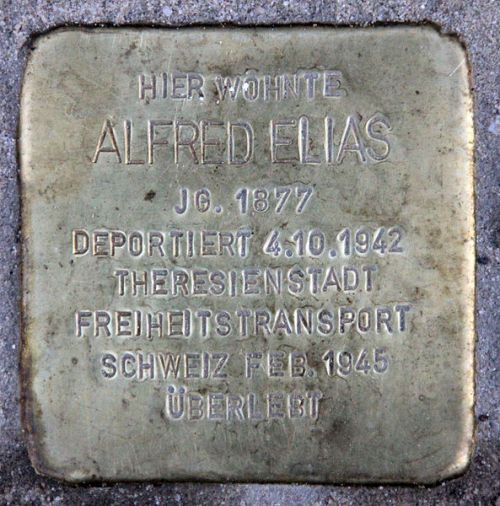 HIER WOHNTE
ALFRED ELIAS
JG. 1877
DEPORTIERT 4.10.1942
THERESIENSTADT
FREIHEITSTRANSPORT
SCHWEIZ FEB. 1945
ÜBERLEBT